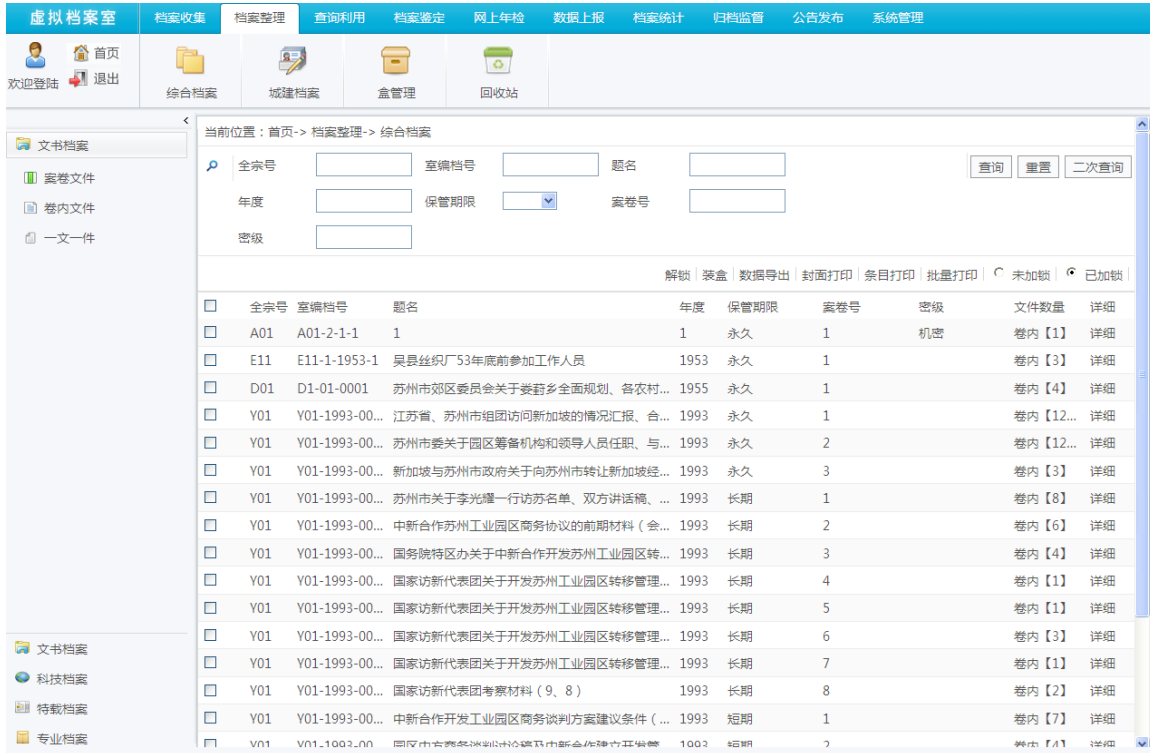 虚拟档案室 档案收集 档案整理 查询利用 档案鉴定 网上年检 数据上报 档案统计 归档监督 公告发布 系统管理
欢迎登陆 首页 退出 综合档案 城建档案 盒管理 回收站
文书档案
案卷文件
卷内文件
一文一件
当前位置：首页-> 档案整理-> 综合档案
全宗号 室编档号 题名 查询 重置 二次查询
年度 保管期限 案卷号
密级
解锁 装盒 数据导出 封面打印 条目打印 批量打印 未加锁 已加锁
全宗号 室编档号 题名 年度 保管期限 案卷号 密级 文件数量 详细
A01 A01-2-1-1 1 1 永久 1 机密 卷内【1】 详细
E11 E11-1-1953-1 吴县丝织厂53年底前参加工作人员 1953 永久 1 卷内【3】 详细
D01 D1-01-0001 苏州市郊区委员会关于娄葑乡全面规划、各农村... 1955 永久 1 卷内【4】 详细
Y01 Y01-1993-00... 江苏省、苏州市组团访问新加坡的情况汇报、合... 1993 永久 1 卷内【12... 详细
Y01 Y01-1993-00... 苏州市委关于园区筹备机构和领导人员任职、与... 1993 永久 2 卷内【12... 详细
Y01 Y01-1993-00... 新加坡与苏州市政府关于向苏州市转让新加坡经... 1993 永久 3 卷内【3】 详细
Y01 Y01-1993-00... 苏州市关于李光耀一行访苏名单、双方讲话稿、... 1993 长期 1 卷内【8】 详细
Y01 Y01-1993-00... 中新合作苏州工业园区商务协议的前期材料（会... 1993 长期 2 卷内【6】 详细
Y01 Y01-1993-00... 国务院特区办关于中新合作开发苏州工业园区转... 1993 长期 3 卷内【4】 详细
Y01 Y01-1993-00... 国家访新代表团关于开发苏州工业园区转移管理... 1993 长期 4 卷内【1】 详细
Y01 Y01-1993-00... 国家访新代表团关于开发苏州工业园区转移管理... 1993 长期 5 卷内【1】 详细
Y01 Y01-1993-00... 国家访新代表团关于开发苏州工业园区转移管理... 1993 长期 6 卷内【3】 详细
Y01 Y01-1993-00... 国家访新代表团关于开发苏州工业园区转移管理... 1993 长期 7 卷内【1】 详细
Y01 Y01-1993-00... 国家访新代表团考察材料（9、8） 1993 长期 8 卷内【2】 详细
Y01 Y01-1993-00... 中新合作开发工业园区商务谈判方案建议条件（... 1993 短期 1 卷内【7】 详细
Y01 Y01-1993-00... 园区中方商务谈判讨论稿及中新合作建立开发管... 1993 短期 2 卷内【4】 详细
文书档案
科技档案
特载档案
专业档案